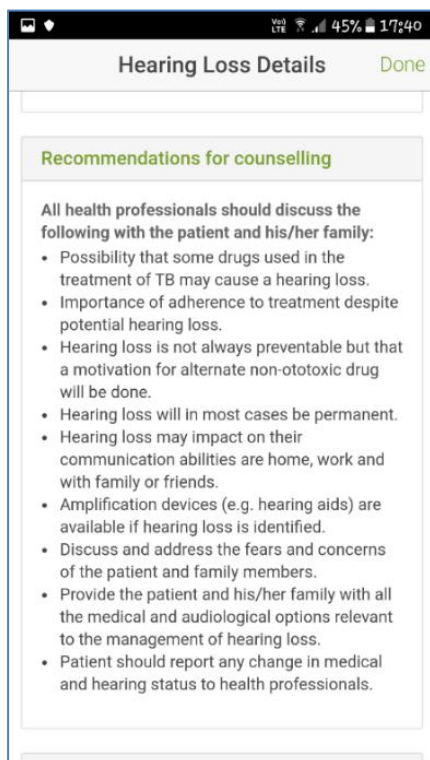 Vo) LTE 45% 17:40
Hearing Loss Details Done
Recommendations for counselling
All health professionals should discuss the
following with the patient and his/her family:
• Possibility that some drugs used in the
treatment of TB may cause a hearing loss.
• Importance of adherence to treatment despite
potential hearing loss.
• Hearing loss is not always preventable but that
a motivation for alternate non-ototoxic drug
will be done.
• Hearing loss will in most cases be permanent.
• Hearing loss may impact on their
communication abilities are home, work and
with family or friends.
• Amplification devices (e.g. hearing aids) are
available if hearing loss is identified.
• Discuss and address the fears and concerns
of the patient and family members.
• Provide the patient and his/her family with all
the medical and audiological options relevant
to the management of hearing loss.
• Patient should report any change in medical
and hearing status to health professionals.